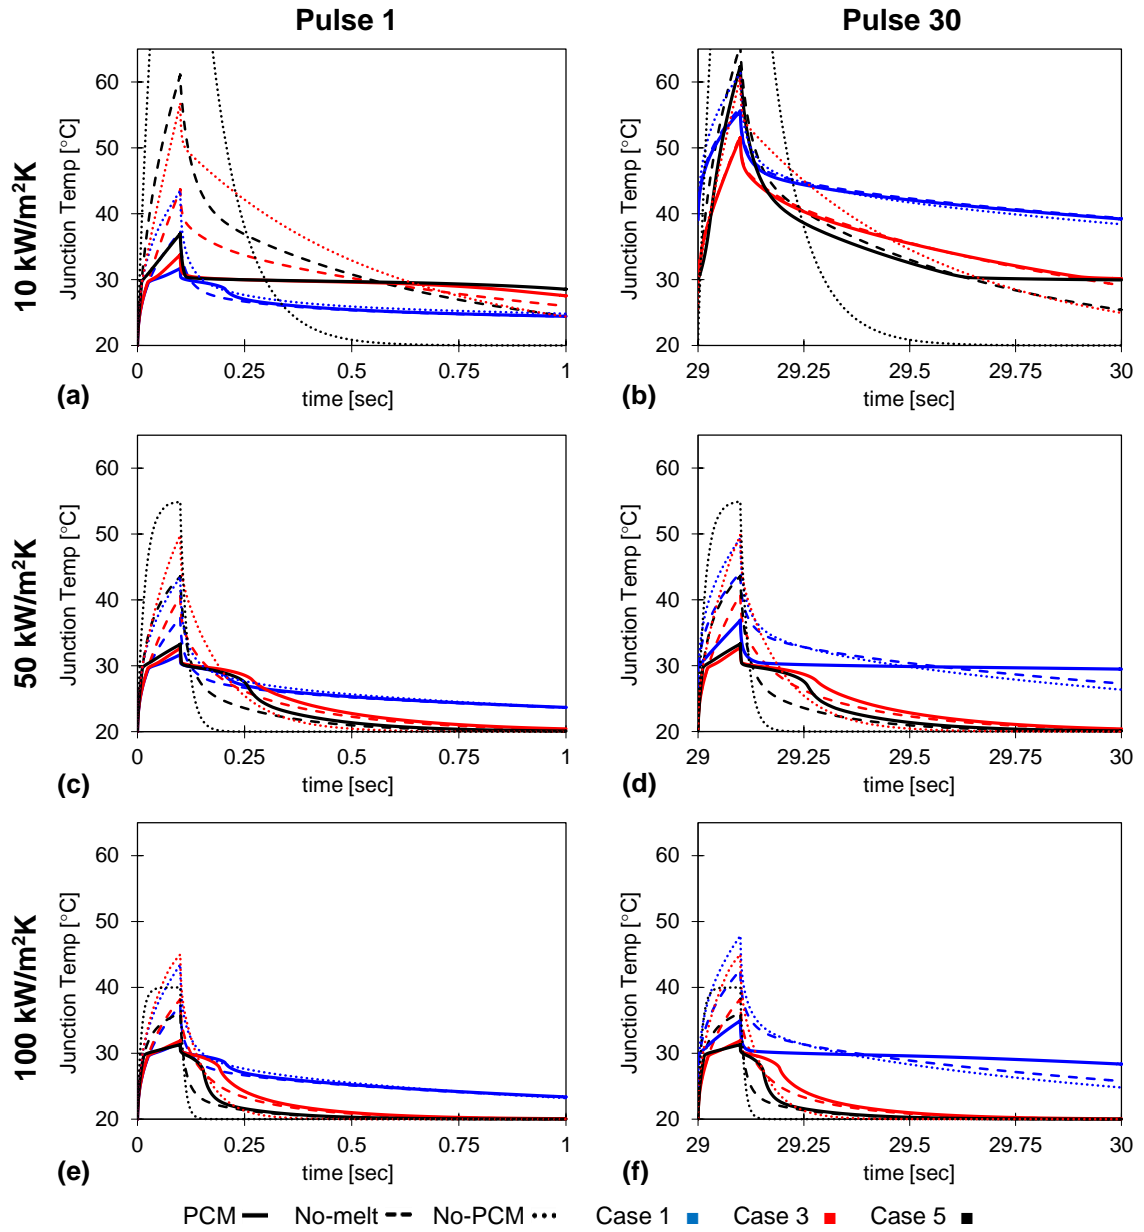 Pulse 1
Pulse 30
10 kW/m²K
Junction Temp [°C]
60
50
40
30
20
0
0.25
0.5
0.75
1
time [sec]
(a)
Junction Temp [°C]
60
50
40
30
20
29
29.25
29.5
29.75
30
time [sec]
(b)
50 kW/m²K
Junction Temp [°C]
60
50
40
30
20
0
0.25
0.5
0.75
1
time [sec]
(c)
Junction Temp [°C]
60
50
40
30
20
29
29.25
29.5
29.75
30
time [sec]
(d)
100 kW/m²K
Junction Temp [°C]
60
50
40
30
20
0
0.25
0.5
0.75
1
time [sec]
(e)
Junction Temp [°C]
60
50
40
30
20
29
29.25
29.5
29.75
30
time [sec]
(f)
PCM No-melt No-PCM Case 1 Case 3 Case 5